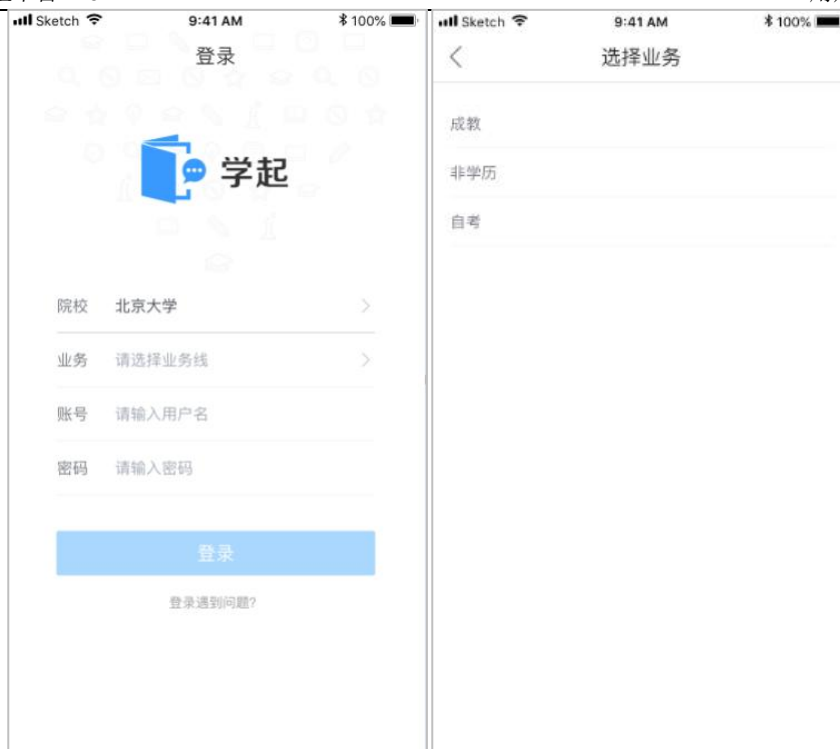 Sketch 9:41 AM 100%
登录
学起
院校 北京大学
业务 请选择业务线
账号 请输入用户名
密码 请输入密码
登录
登录遇到问题?
Sketch 9:41 AM 100%
选择业务
成教
非学历
自考